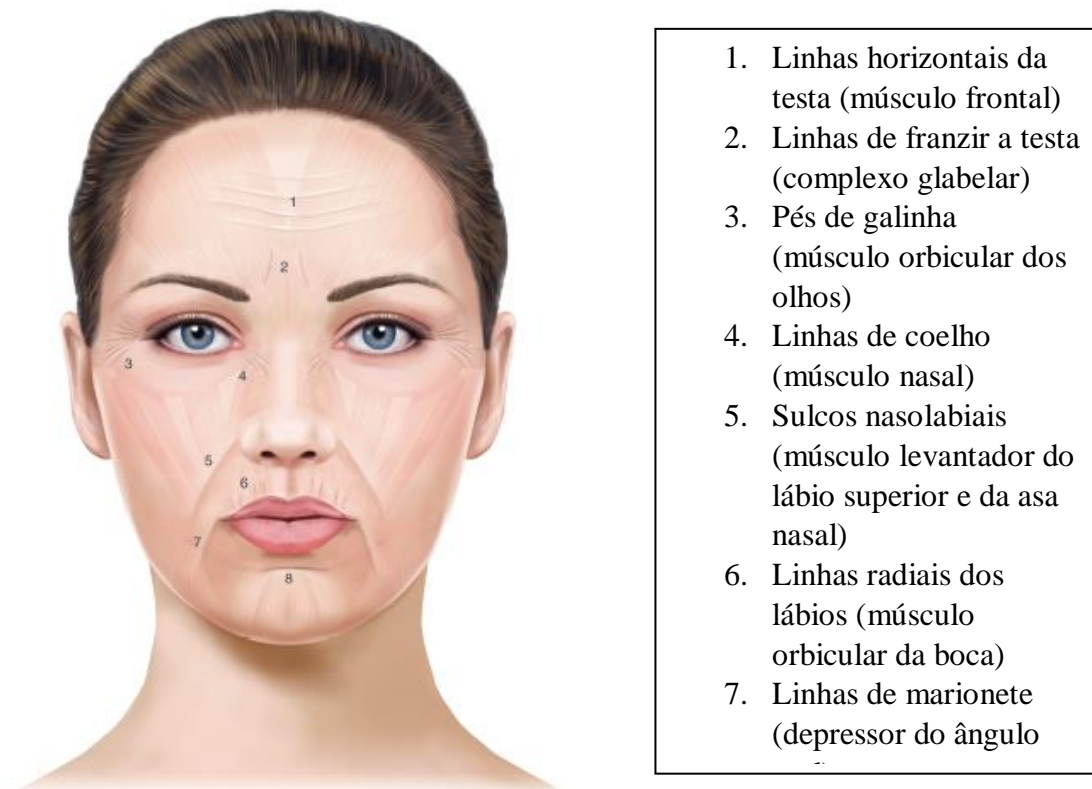 1
2
3
4
5
6
7
8
1. Linhas horizontais da
testa (músculo frontal)
2. Linhas de franzir a testa
(complexo glabelar)
3. Pés de galinha
(músculo orbicular dos
olhos)
4. Linhas de coelho
(músculo nasal)
5. Sulcos nasolabiais
(músculo levantador do
lábio superior e da asa
nasal)
6. Linhas radiais dos
lábios (músculo
orbicular da boca)
7. Linhas de marionete
(depressor do ângulo